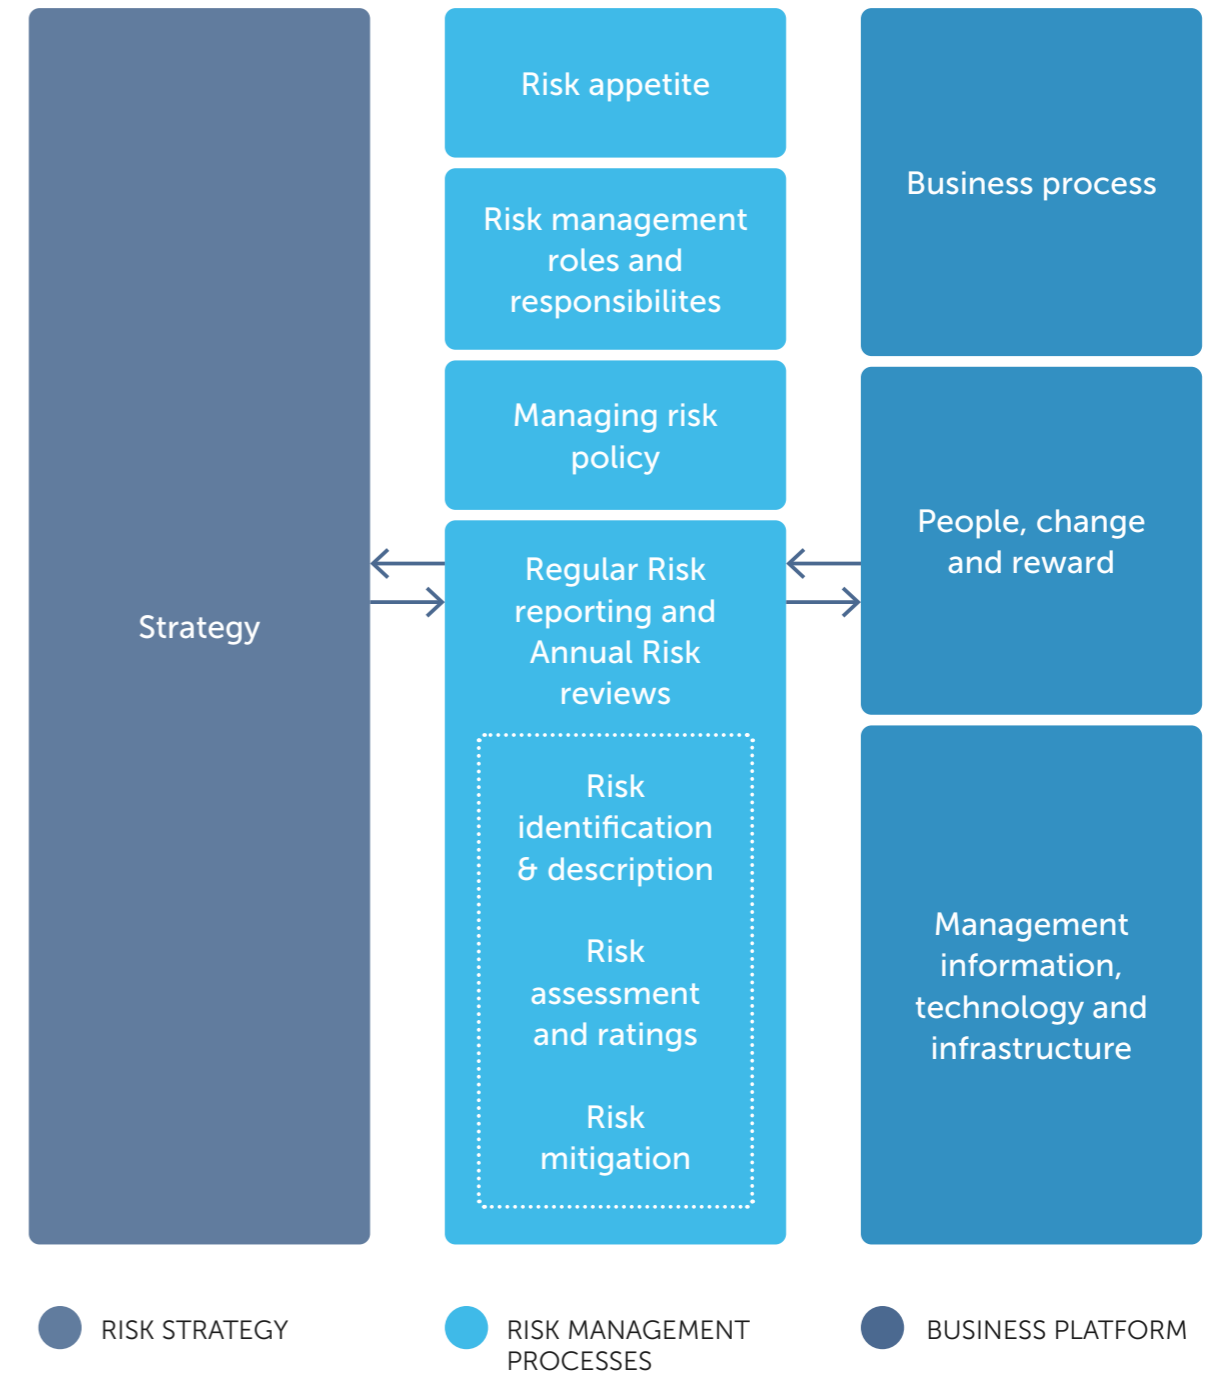 Strategy
Risk appetite
Risk management
roles and
responsibilites
Managing risk
policy
Regular Risk
reporting and
Annual Risk
reviews
Risk
identification
& description
Risk
assessment
and ratings
Risk
mitigation
Business process
People, change
and reward
Management
information,
technology and
infrastructure
RISK STRATEGY
RISK MANAGEMENT
PROCESSES
BUSINESS PLATFORM